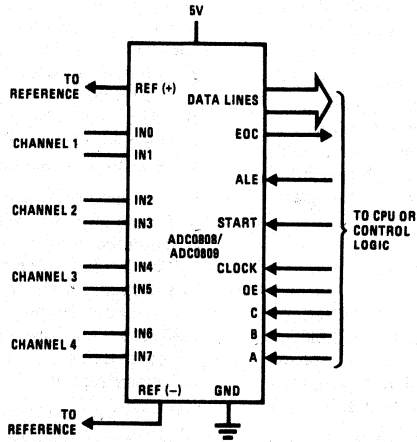 5V
TO
REFERENCE
REF (+)
DATA LINES
EOC
CHANNEL 1
IN0
IN1
ALE
CHANNEL 2
IN2
IN3
START
TO CPU OR
CONTROL
LOGIC
ADC0808/
ADC0809
CHANNEL 3
IN4
IN5
CLOCK
OE
C
CHANNEL 4
IN6
IN7
B
A
REF (−)
GND
TO
REFERENCE